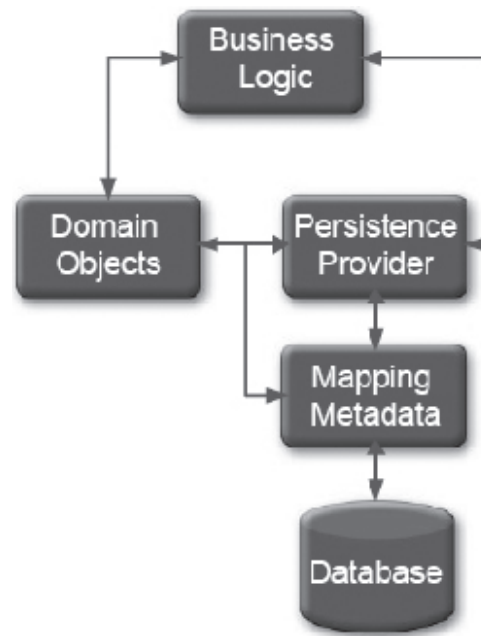 Business
Logic
Domain
Objects
Persistence
Provider
Mapping
Metadata
Database